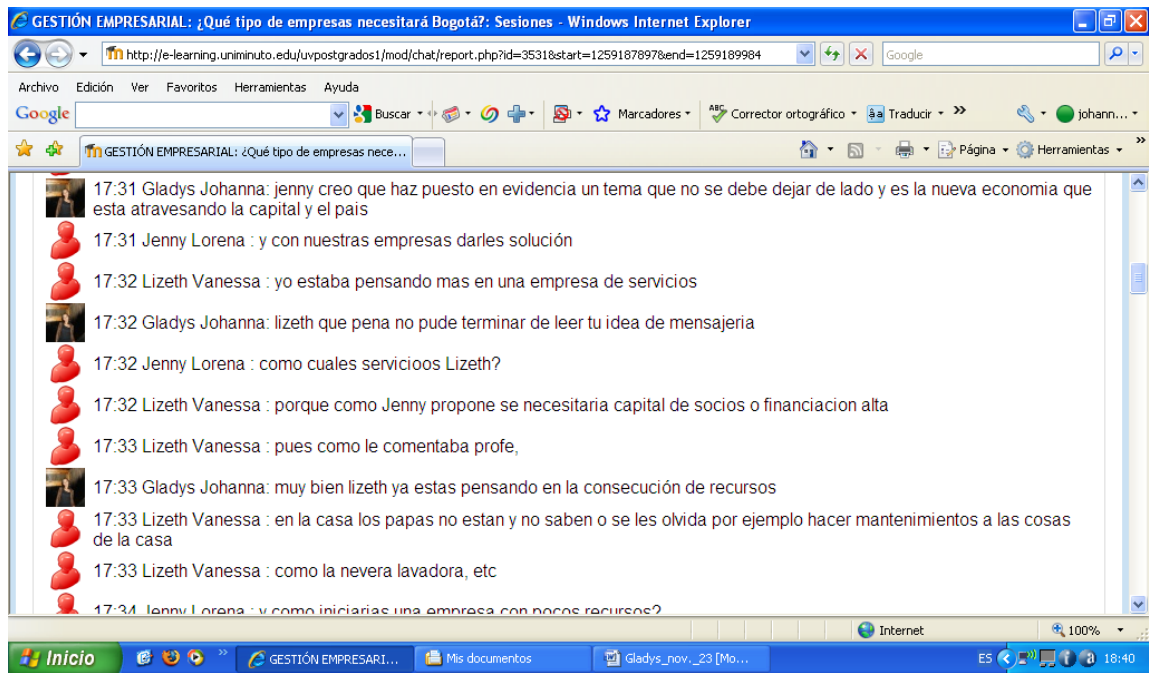 GESTIÓN EMPRESARIAL: ¿Qué tipo de empresas necesitará Bogotá?: Sesiones - Windows Internet Explorer
http://e-learning.uniminuto.edu/uvpostgrados1/mod/chat/report.php?id=3531&start=1259187897&end=1259189984
Google
Archivo Edición Ver Favoritos Herramientas Ayuda
Google Buscar Marcadores Corrector ortográfico Traducir johann...
GESTIÓN EMPRESARIAL: ¿Qué tipo de empresas nece... Página Herramientas
17:31 Gladys Johanna: jenny creo que haz puesto en evidencia un tema que no se debe dejar de lado y es la nueva economia que
esta atravesando la capital y el pais
17:31 Jenny Lorena : y con nuestras empresas darles solución
17:32 Lizeth Vanessa : yo estaba pensando mas en una empresa de servicios
17:32 Gladys Johanna: lizeth que pena no pude terminar de leer tu idea de mensajeria
17:32 Jenny Lorena : como cuales servicioos Lizeth?
17:32 Lizeth Vanessa : porque como Jenny propone se necesitaria capital de socios o financiacion alta
17:33 Lizeth Vanessa : pues como le comentaba profe,
17:33 Gladys Johanna: muy bien lizeth ya estas pensando en la consecución de recursos
17:33 Lizeth Vanessa : en la casa los papas no estan y no saben o se les olvida por ejemplo hacer mantenimientos a las cosas
de la casa
17:33 Lizeth Vanessa : como la nevera lavadora, etc
17:34 Jenny Lorena : y como iniciarias una empresa con pocos recursos?
Internet 100%
Inicio GESTIÓN EMPRESARI... Mis documentos Gladys_nov._23 [Mo... ES 18:40